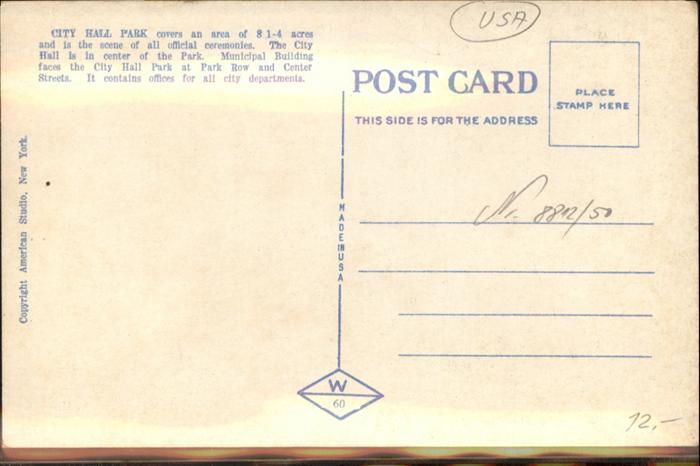 CITY HALL PARK covers an area of 8 1-4 acres
and is the scene of all official ceremonies. The City
Hall is in center of the Park. Municipal Building
faces the City Hall Park at Park Row and Center
Streets. It contains offices for all city departments.
USA
POST CARD
THIS SIDE IS FOR THE ADDRESS
PLACE
STAMP HERE
Copyright American Studio, New York.
MADE IN USA
Nr. 8812/50
W
60
12,-